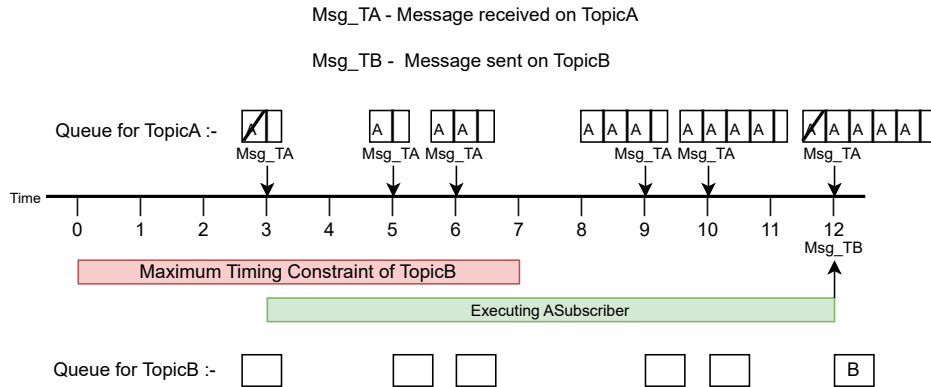 Msg_TA - Message received on TopicA
Msg_TB - Message sent on TopicB
Queue for TopicA :- A A A A A A A A A A A A A A A A
Msg_TA Msg_TA Msg_TA Msg_TA Msg_TA Msg_TA
Time
0 1 2 3 4 5 6 7 8 9 10 11 12
Msg_TB
Maximum Timing Constraint of TopicB
Executing ASubscriber
Queue for TopicB :- B